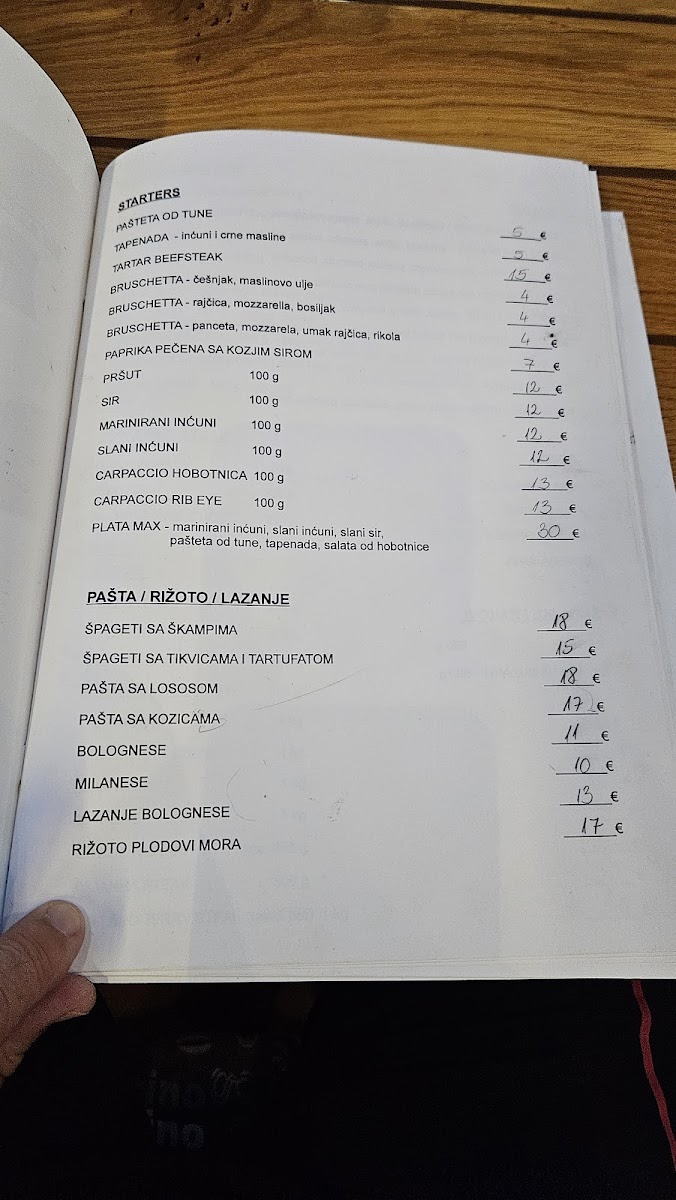 STARTERS
PAŠTETA OD TUNE 5 €
TAPENADA - inćuni i crne masline 5 €
TARTAR BEEFSTEAK 15 €
BRUSCHETTA - češnjak, maslinovo ulje 4 €
BRUSCHETTA - rajčica, mozzarella, bosiljak 4 €
BRUSCHETTA - panceta, mozzarela, umak rajčica, rikola 4 €
PAPRIKA PEČENA SA KOZJIM SIROM 7 €
PRŠUT 100 g 12 €
SIR 100 g 12 €
MARINIRANI INĆUNI 100 g 12 €
SLANI INĆUNI 100 g 12 €
CARPACCIO HOBOTNICA 100 g 13 €
CARPACCIO RIB EYE 100 g 13 €
PLATA MAX - marinirani inćuni, slani inćuni, slani sir, 30 €
pašteta od tune, tapenada, salata od hobotnice
PAŠTA / RIŽOTO / LAZANJE
ŠPAGETI SA ŠKAMPIMA 18 €
ŠPAGETI SA TIKVICAMA I TARTUFATOM 15 €
PAŠTA SA LOSOSOM 18 €
PAŠTA SA KOZICAMA 17 €
BOLOGNESE 11 €
MILANESE 10 €
LAZANJE BOLOGNESE 13 €
RIŽOTO PLODOVI MORA 17 €